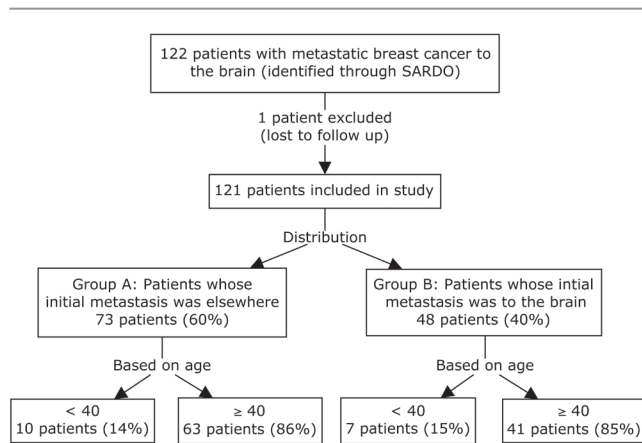 122 patients with metastatic breast cancer to
the brain (identified through SARDO)
1 patient excluded
(lost to follow up)
121 patients included in study
Distribution
Group A: Patients whose
initial metastasis was elsewhere
73 patients (60%)
Group B: Patients whose intial
metastasis was to the brain
48 patients (40%)
Based on age
Based on age
< 40
10 patients (14%)
≥ 40
63 patients (86%)
< 40
7 patients (15%)
≥ 40
41 patients (85%)